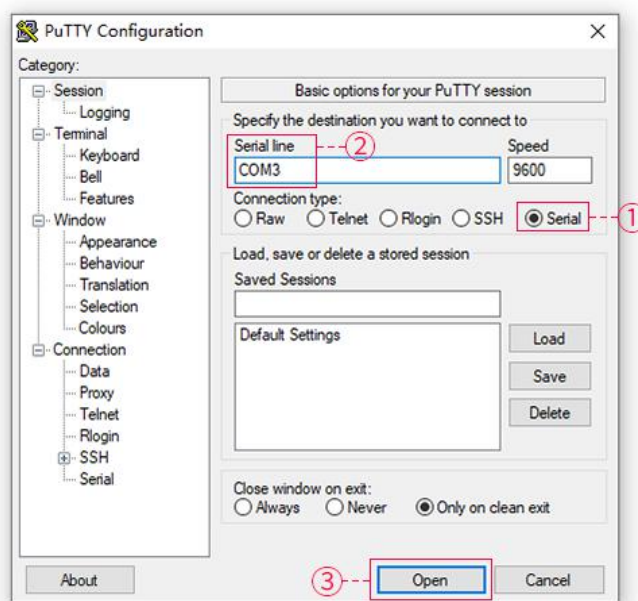 PuTTY Configuration
Category:
Session
Logging
Terminal
Keyboard
Bell
Features
Window
Appearance
Behaviour
Translation
Selection
Colours
Connection
Data
Proxy
Telnet
Rlogin
SSH
Serial
About
Basic options for your PuTTY session
Specify the destination you want to connect to
Serial line ② Speed
COM3 9600
Connection type:
Raw Telnet Rlogin SSH Serial ①
Load, save or delete a stored session
Saved Sessions
Default Settings
Load
Save
Delete
Close window on exit:
Always Never Only on clean exit
③ Open Cancel